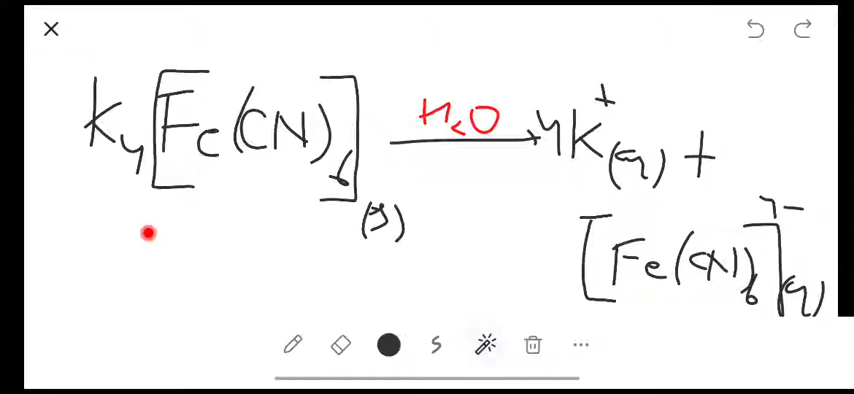 K₄[Fe(CN)₆](s) H₂O → 4K⁺(aq) +
[Fe(CN)₆]⁴⁻(aq)